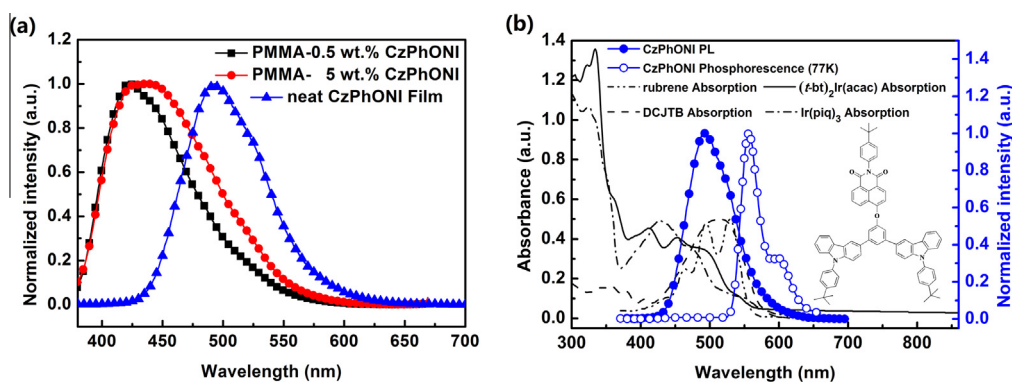 (a)
PMMA-0.5 wt.% CzPhONI
PMMA- 5 wt.% CzPhONI
neat CzPhONI Film
Normalized intensity (a.u.)
1.2
1.0
0.8
0.6
0.4
0.2
0.0
400 450 500 550 600 650 700
Wavelength (nm)
(b)
CzPhONI PL
CzPhONI Phosphorescence (77K)
rubrene Absorption (t-bt)2Ir(acac) Absorption
DCJTB Absorption Ir(piq)3 Absorption
Absorbance (a.u.)
1.4
1.2
1.0
0.8
0.6
0.4
0.2
0.0
300 400 500 600 700 800
Wavelength (nm)
Normalized intensity (a.u.)
1.4
1.2
1.0
0.8
0.6
0.4
0.2
0.0
O N O
O
N N